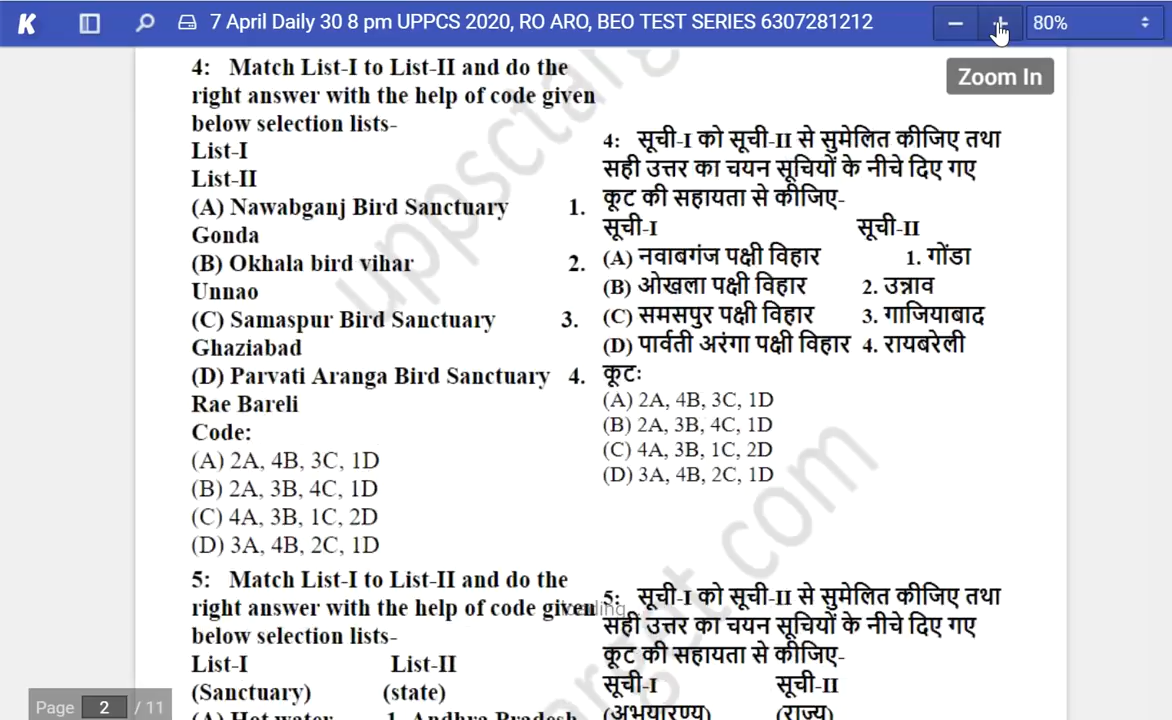 K
7 April Daily 30 8 pm UPPCS 2020, RO ARO, BEO TEST SERIES 6307281212
80%
Zoom In
4: Match List-I to List-II and do the
right answer with the help of code given
below selection lists-
List-I
List-II
(A) Nawabganj Bird Sanctuary 1.
Gonda
(B) Okhala bird vihar 2.
Unnao
(C) Samaspur Bird Sanctuary 3.
Ghaziabad
(D) Parvati Aranga Bird Sanctuary 4.
Rae Bareli
Code:
(A) 2A, 4B, 3C, 1D
(B) 2A, 3B, 4C, 1D
(C) 4A, 3B, 1C, 2D
(D) 3A, 4B, 2C, 1D
5: Match List-I to List-II and do the
right answer with the help of code given
below selection lists-
List-I List-II
(Sanctuary) (state)
(A) Hot water 1. Andhra Pradesh
4: सूची-I को सूची-II से सुमेलित कीजिए तथा
सही उत्तर का चयन सूचियों के नीचे दिए गए
कूट की सहायता से कीजिए-
सूची-I सूची-II
(A) नवाबगंज पक्षी विहार 1. गोंडा
(B) ओखला पक्षी विहार 2. उन्नाव
(C) समसपुर पक्षी विहार 3. गाजियाबाद
(D) पार्वती अरंगा पक्षी विहार 4. रायबरेली
कूटः
(A) 2A, 4B, 3C, 1D
(B) 2A, 3B, 4C, 1D
(C) 4A, 3B, 1C, 2D
(D) 3A, 4B, 2C, 1D
5: सूची-I को सूची-II से सुमेलित कीजिए तथा
सही उत्तर का चयन सूचियों के नीचे दिए गए
कूट की सहायता से कीजिए-
सूची-I सूची-II
(अभयारण्य) (राज्य)
loading
Page 2 / 11